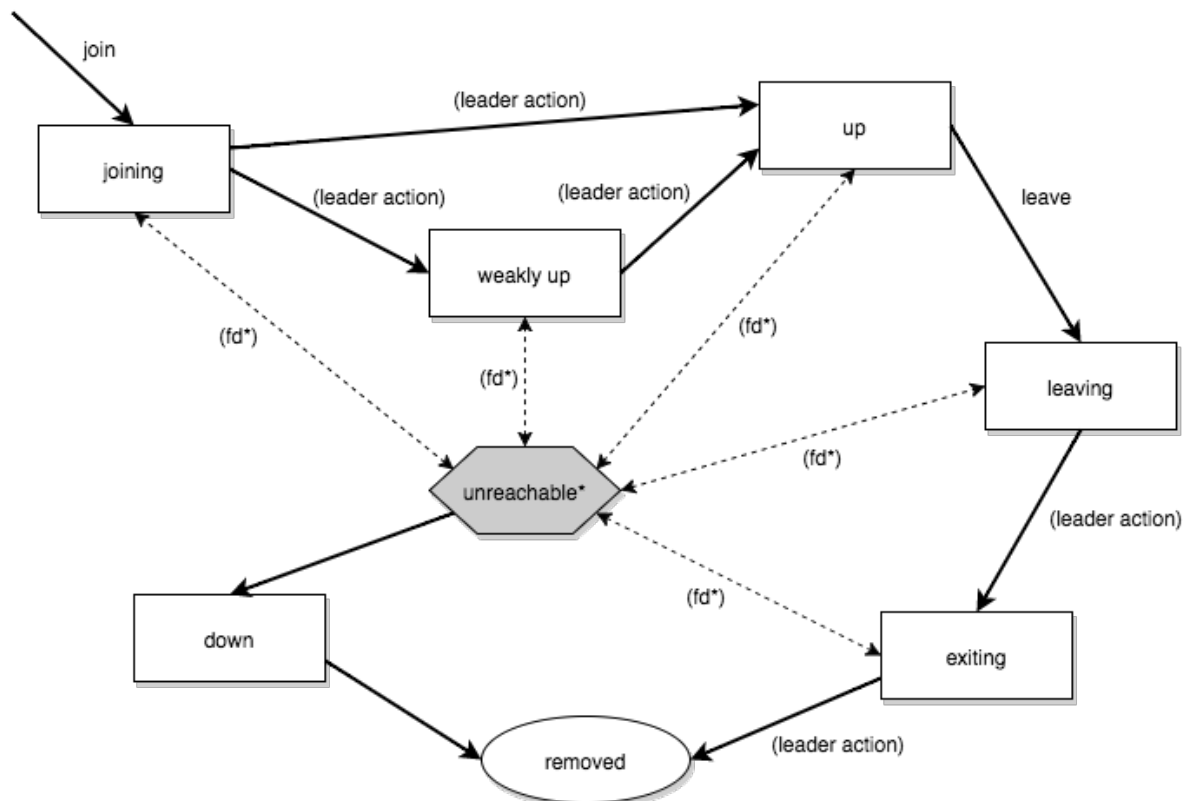 join
(leader action)
up
joining
(leader action)
(leader action)
leave
weakly up
(fd*)
(fd*)
(fd*)
leaving
(fd*)
unreachable*
(leader action)
(fd*)
down
exiting
(leader action)
removed